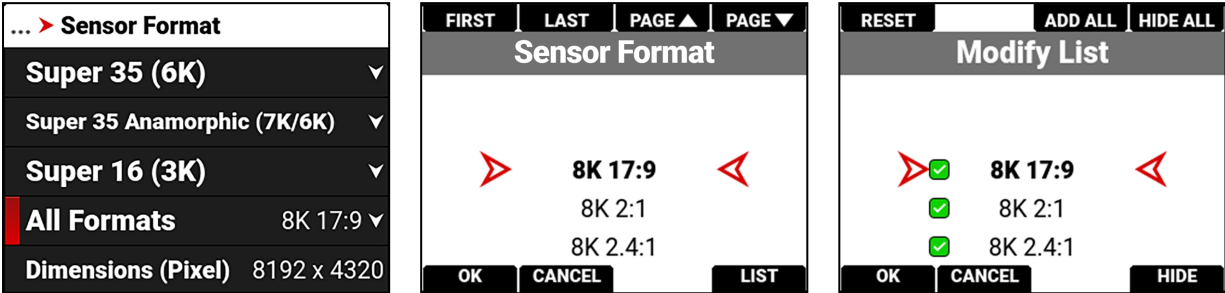 ... Sensor Format
Super 35 (6K)
Super 35 Anamorphic (7K/6K)
Super 16 (3K)
All Formats 8K 17:9
Dimensions (Pixel) 8192 x 4320
FIRST LAST PAGE▲ PAGE▼
Sensor Format
8K 17:9
8K 2:1
8K 2.4:1
OK CANCEL LIST
RESET ADD ALL HIDE ALL
Modify List
8K 17:9
8K 2:1
8K 2.4:1
OK CANCEL HIDE